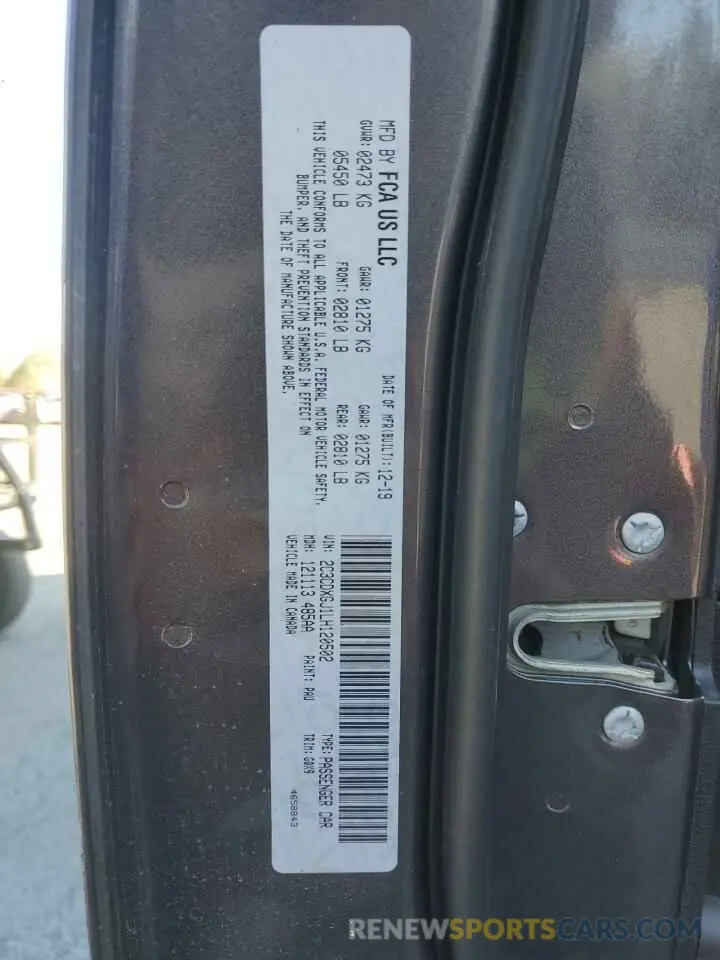 MFD BY FCA US LLC
DATE OF MFR(BUILT): 12-19
GVWR: 02473 KG
GAWR: 01275 KG
GAWR: 01275 KG
05450 LB
FRONT: 02810 LB
REAR: 02810 LB
THIS VEHICLE CONFORMS TO ALL APPLICABLE U.S.A. FEDERAL MOTOR VEHICLE SAFETY,
BUMPER, AND THEFT PREVENTION STANDARDS IN EFFECT ON
THE DATE OF MANUFACTURE SHOWN ABOVE.
VIN: 2C3CDXGJ1LH120502
TYPE: PASSENGER CAR
MDH: 121113 485AA
PAINT: PAU
TRIM: GBX9
VEHICLE MADE IN CANADA
4658843
RENEWSPORTSCARS.COM